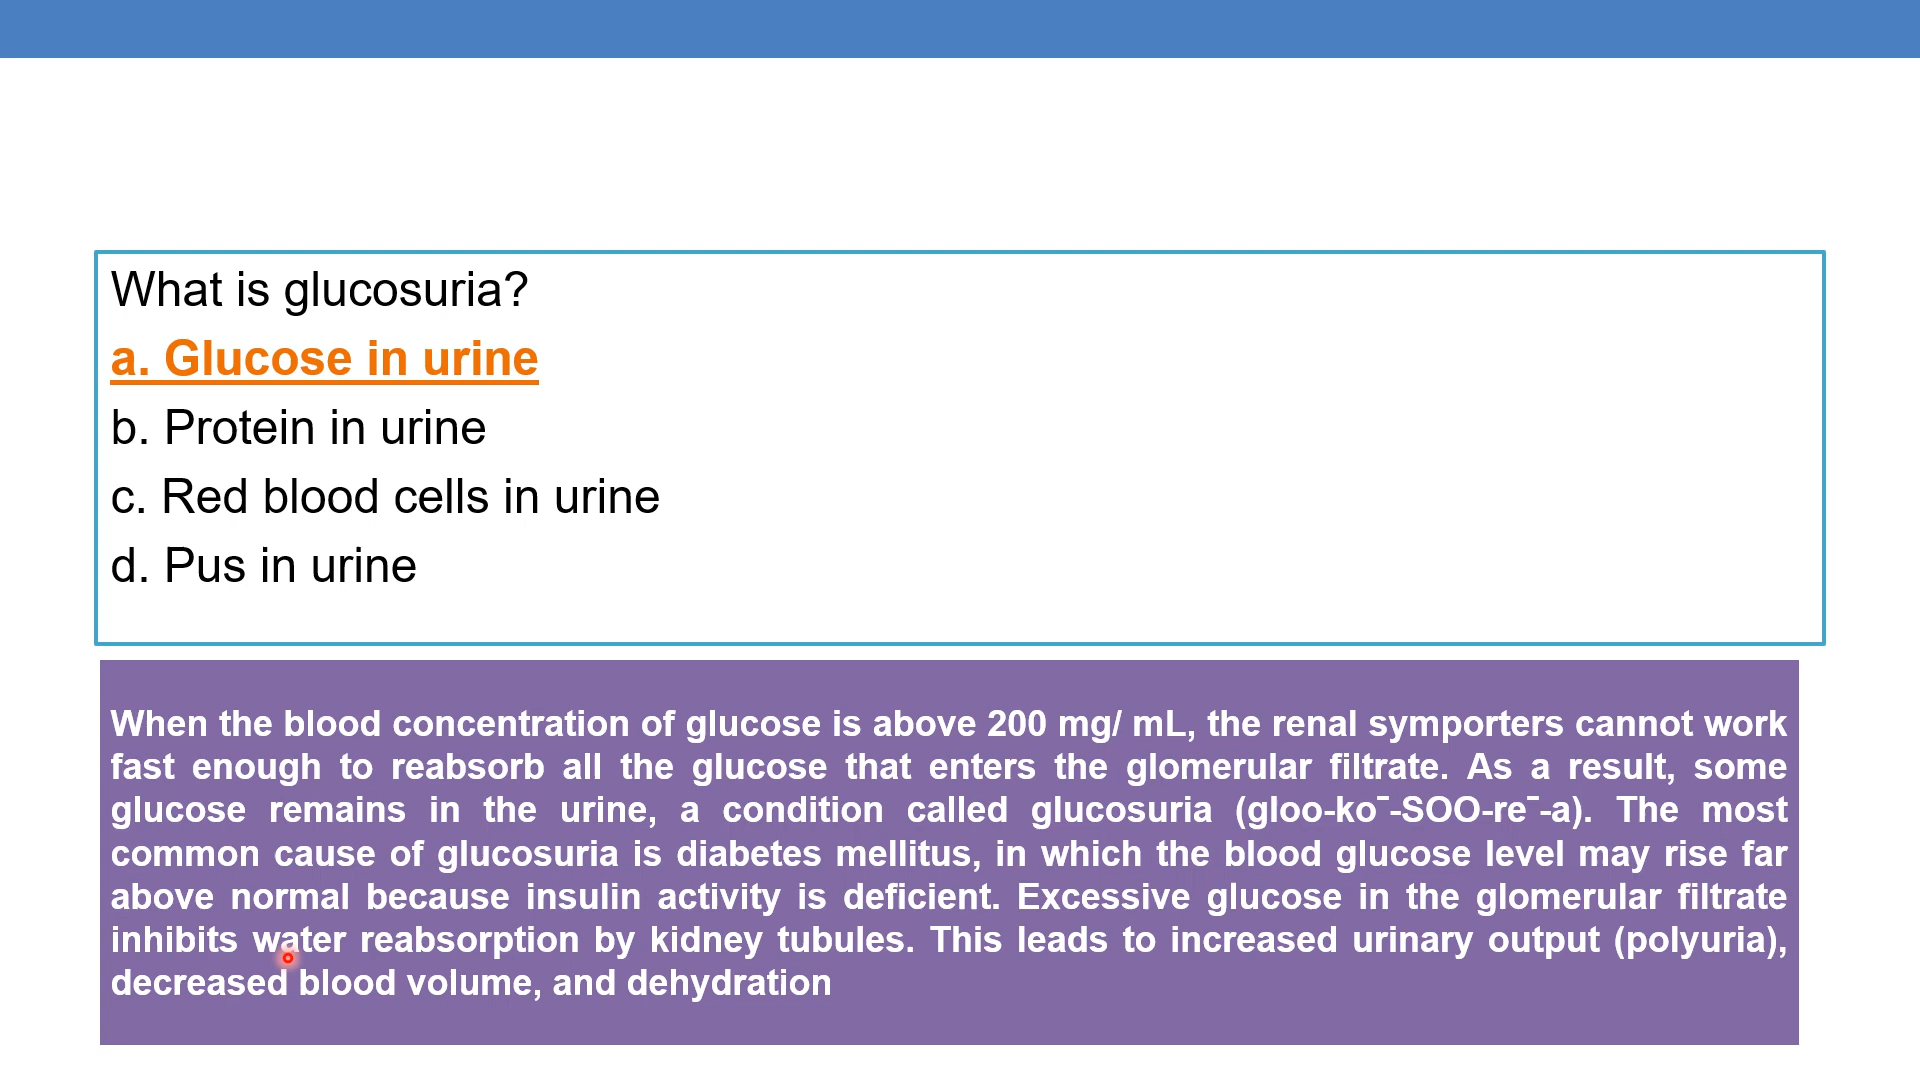 What is glucosuria?
a. Glucose in urine
b. Protein in urine
c. Red blood cells in urine
d. Pus in urine
When the blood concentration of glucose is above 200 mg/ mL, the renal symporters cannot work
fast enough to reabsorb all the glucose that enters the glomerular filtrate. As a result, some
glucose remains in the urine, a condition called glucosuria (gloo-ko¯-SOO-re¯-a). The most
common cause of glucosuria is diabetes mellitus, in which the blood glucose level may rise far
above normal because insulin activity is deficient. Excessive glucose in the glomerular filtrate
inhibits water reabsorption by kidney tubules. This leads to increased urinary output (polyuria),
decreased blood volume, and dehydration